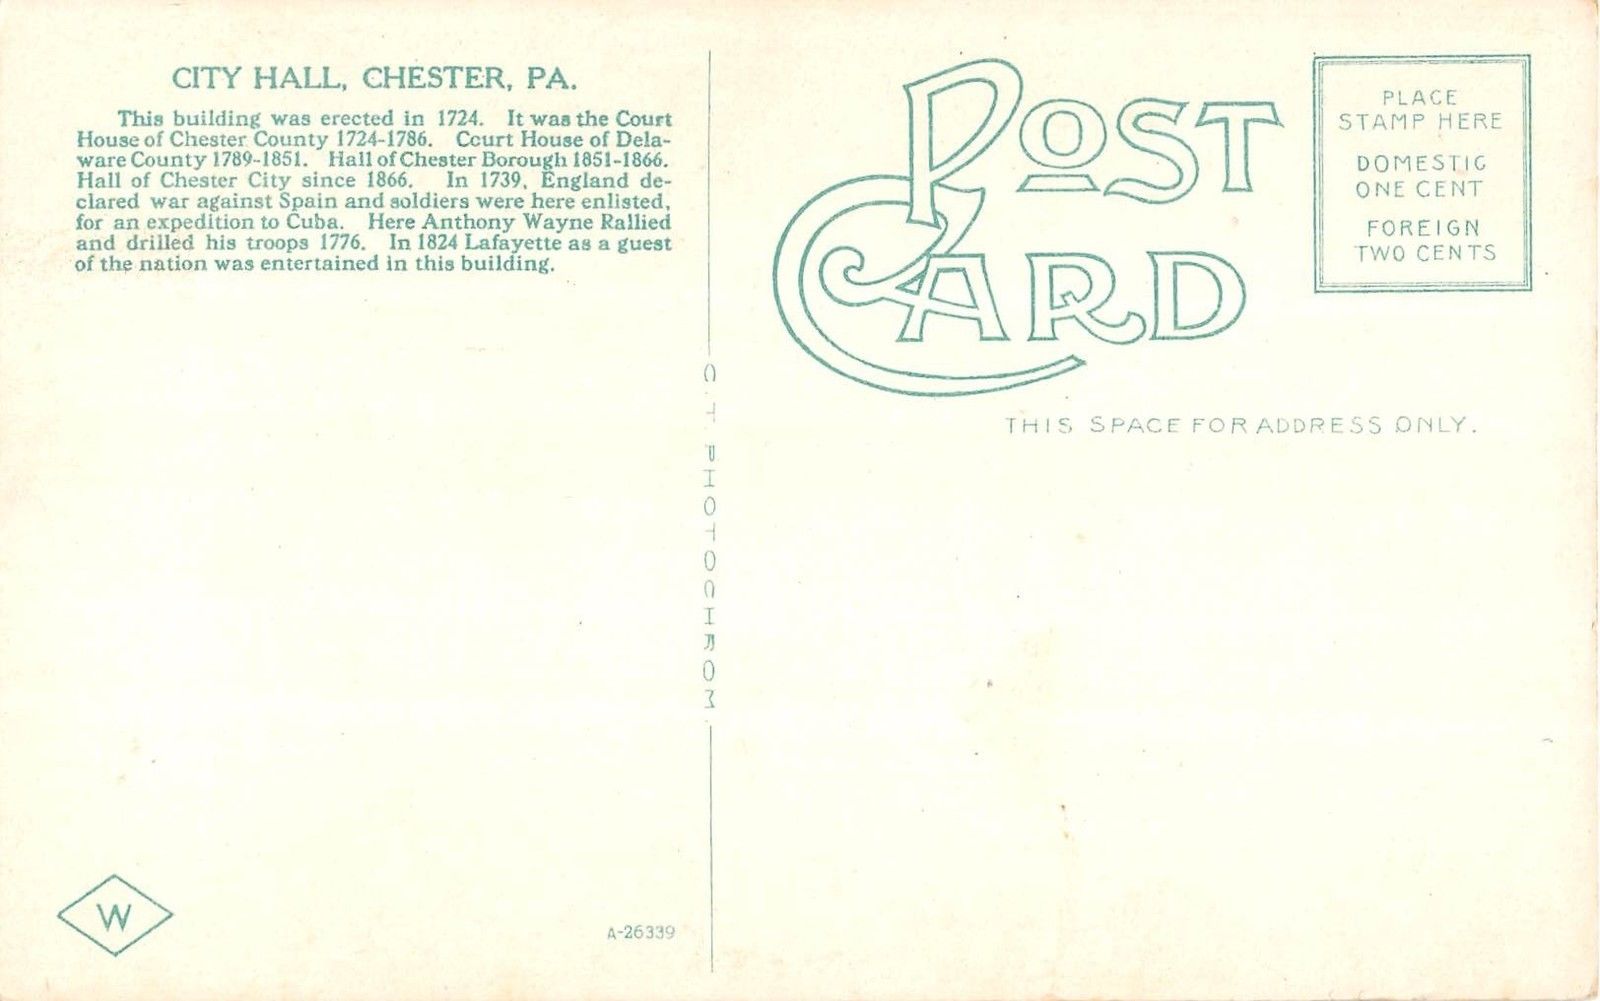 CITY HALL, CHESTER, PA.
This building was erected in 1724. It was the Court
House of Chester County 1724-1786. Court House of Dela-
ware County 1789-1851. Hall of Chester Borough 1851-1866.
Hall of Chester City since 1866. In 1739, England de-
clared war against Spain and soldiers were here enlisted,
for an expedition to Cuba. Here Anthony Wayne Rallied
and drilled his troops 1776. In 1824 Lafayette as a guest
of the nation was entertained in this building.
W
A-26339
C.T. PHOTOCHROM
POST
CARD
THIS SPACE FOR ADDRESS ONLY.
PLACE
STAMP HERE
DOMESTIC
ONE CENT
FOREIGN
TWO CENTS